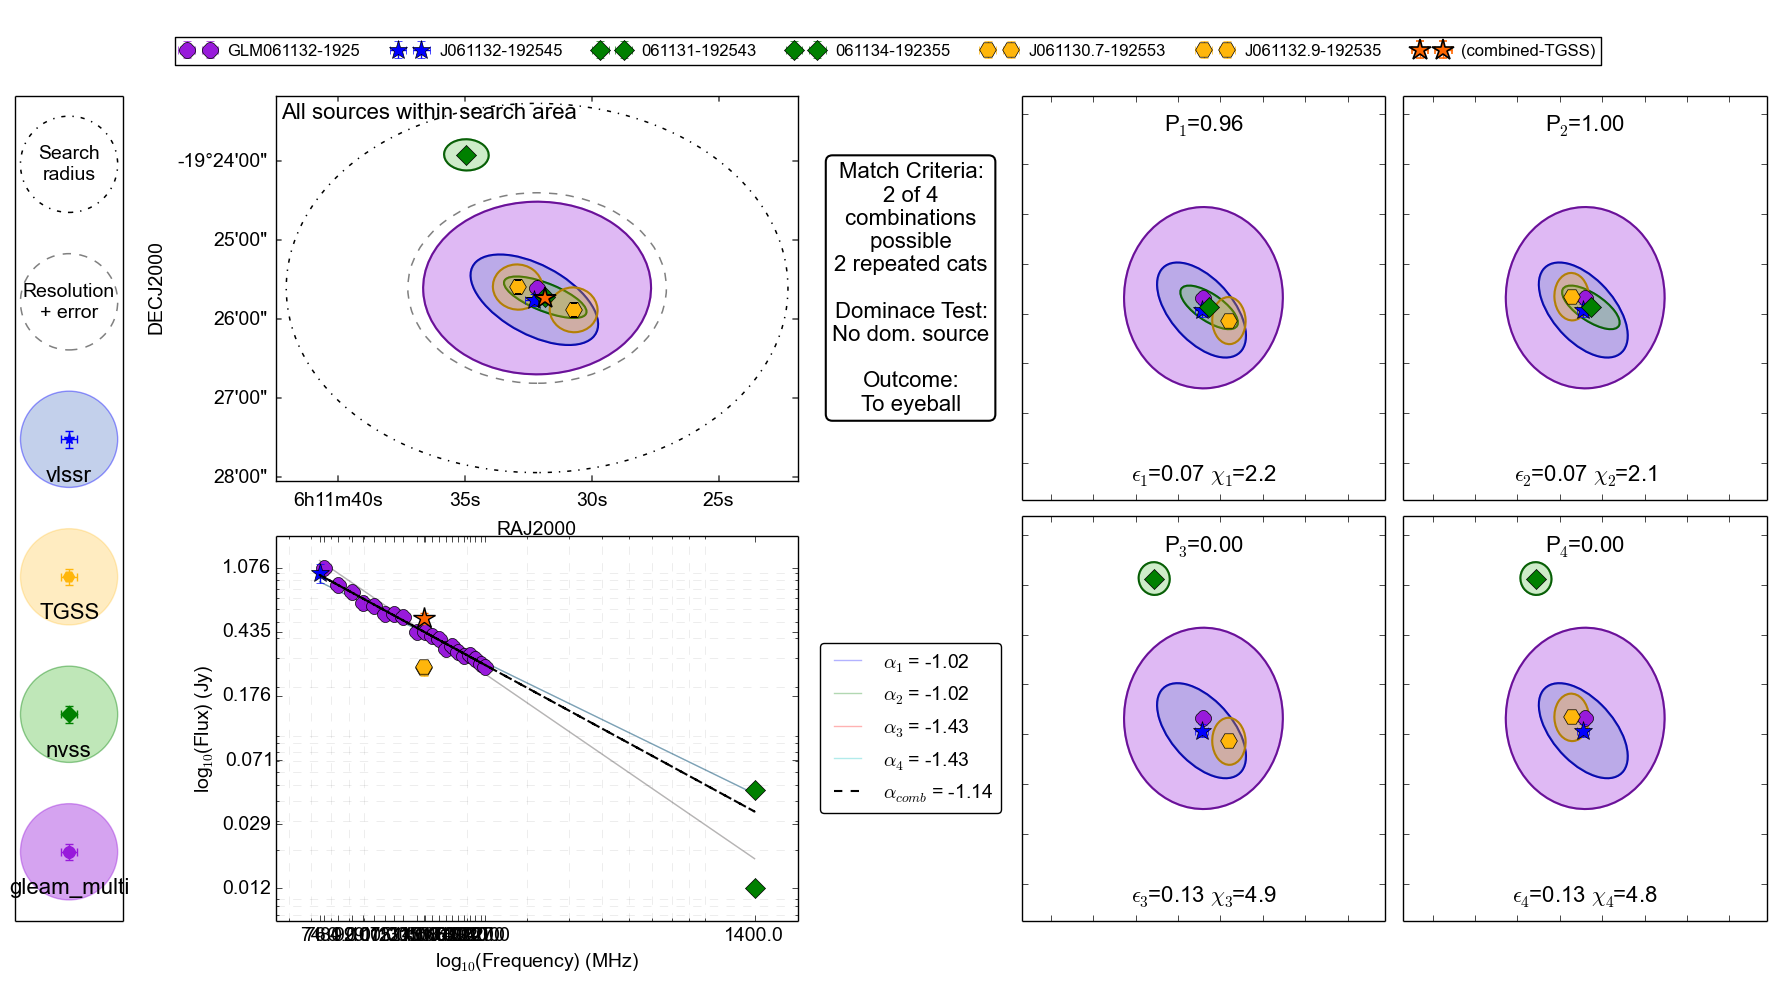 GLM061132-1925 J061132-192545 061131-192543 061134-192355 J061130.7-192553 J061132.9-192535 (combined-TGSS)
Search
radius
Resolution
+ error
vlssr
TGSS
nvss
gleam_multi
All sources within search area
DECJ2000
-19°24'00"
25'00"
26'00"
27'00"
28'00"
6h11m40s 35s 30s 25s
RAJ2000
Match Criteria:
2 of 4
combinations
possible
2 repeated cats
Dominace Test:
No dom. source
Outcome:
To eyeball
P1=0.96
ϵ1=0.07 χ1=2.2
P2=1.00
ϵ2=0.07 χ2=2.1
log10(Flux) (Jy)
1.076
0.435
0.176
0.071
0.029
0.012
1400.0
log10(Frequency) (MHz)
α1 = -1.02
α2 = -1.02
α3 = -1.43
α4 = -1.43
αcomb = -1.14
P3=0.00
ϵ3=0.13 χ3=4.9
P4=0.00
ϵ4=0.13 χ4=4.8